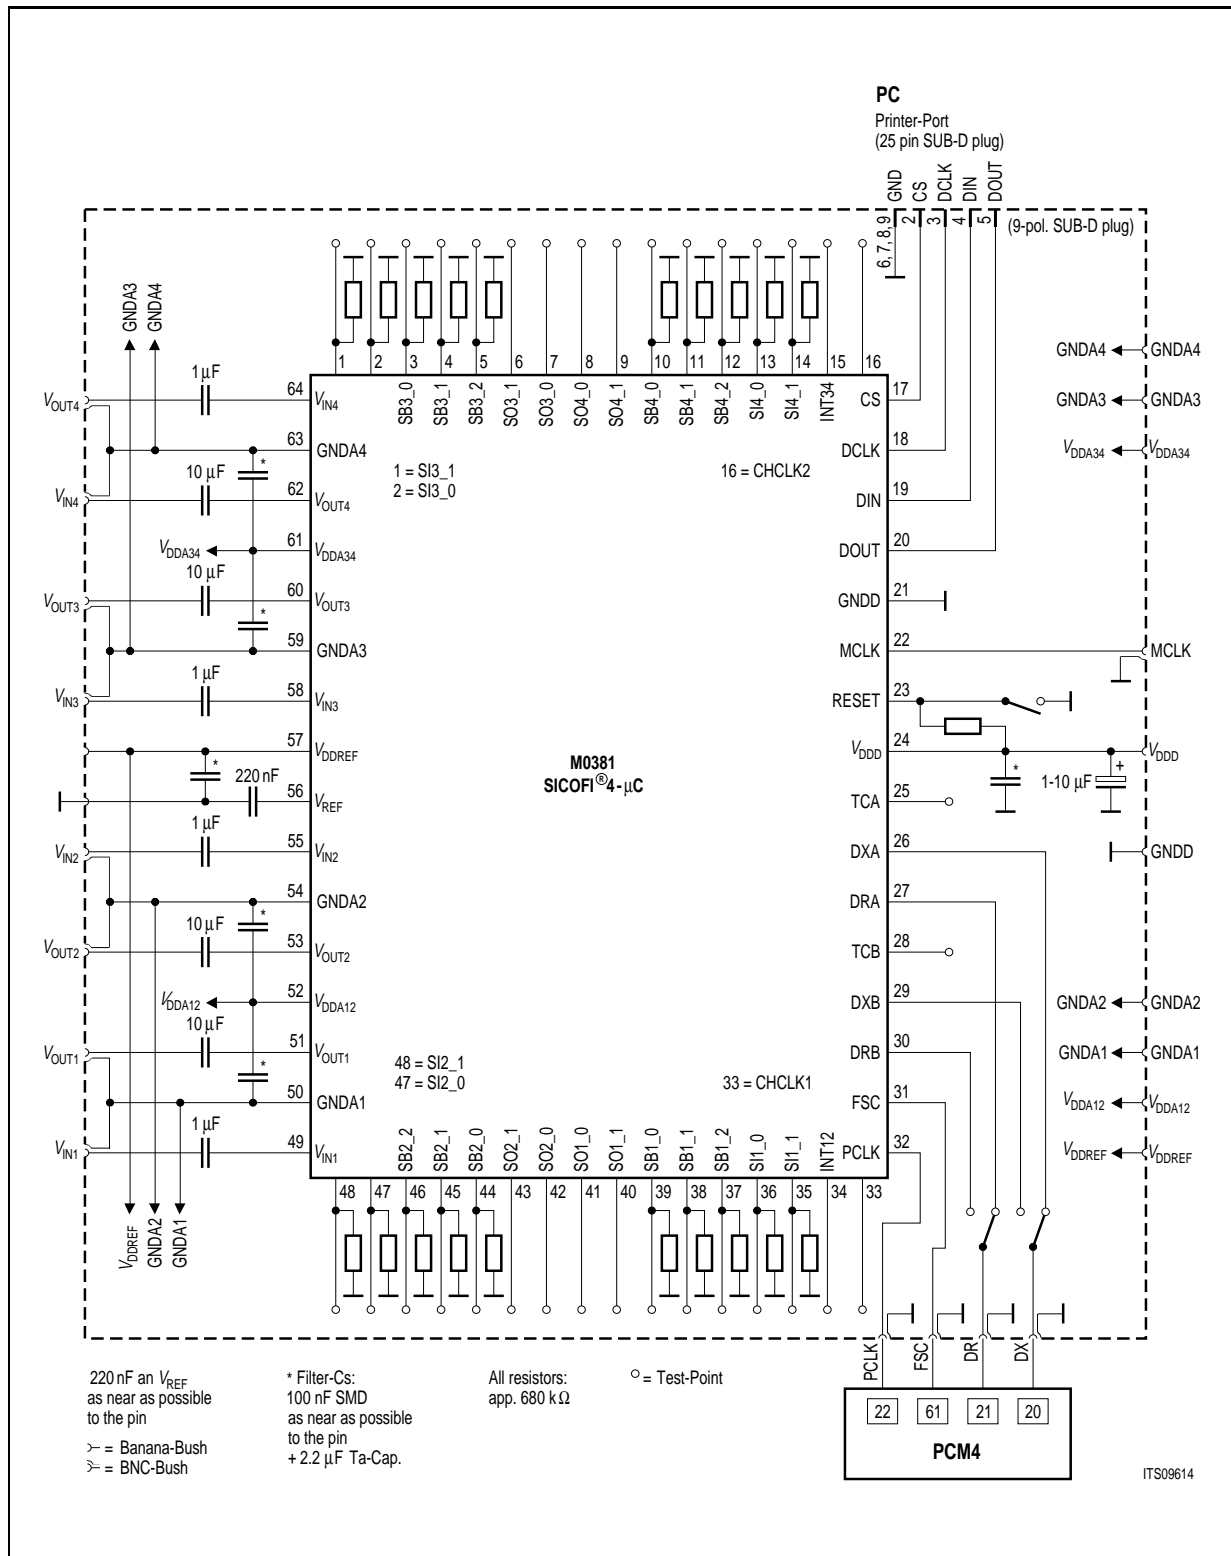 PC
Printer-Port
(25 pin SUB-D plug)
GND
CS
DCLK
DIN
DOUT
6, 7, 8, 9
2
3
4
5
(9-pol. SUB-D plug)
GNDA3
GNDA4
1
2
3
4
5
6
7
8
9
10
11
12
13
14
15
16
SB3_0
SB3_1
SB3_2
SO3_1
SO3_0
SO4_0
SO4_1
SB4_0
SB4_1
SB4_2
SI4_0
SI4_1
INT34
1 = SI3_1
2 = SI3_0
16 = CHCLK2
VOUT4
1 µF
64
VIN4
63
GNDA4
VIN4
10 µF
62
VOUT4
VDDA34
61
VDDA34
VOUT3
10 µF
60
VOUT3
59
GNDA3
VIN3
1 µF
58
VIN3
57
VDDREF
220 nF
56
VREF
VIN2
1 µF
55
VIN2
54
GNDA2
VOUT2
10 µF
53
VOUT2
VDDA12
52
VDDA12
VOUT1
10 µF
51
VOUT1
50
GNDA1
VIN1
1 µF
49
VIN1
*
*
*
*
*
VDDREF
GNDA2
GNDA1
M0381
SICOFI®4-µC
CS
17
DCLK
18
DIN
19
DOUT
20
GNDD
21
MCLK
22
MCLK
RESET
23
VDDD
24
VDDD
*
1-10 µF
+
TCA
25
DXA
26
GNDD
DRA
27
TCB
28
DXB
29
DRB
30
FSC
31
PCLK
32
GNDA4
GNDA4
GNDA3
GNDA3
VDDA34
VDDA34
GNDA2
GNDA2
GNDA1
GNDA1
VDDA12
VDDA12
VDDREF
VDDREF
48 = SI2_1
47 = SI2_0
33 = CHCLK1
SB2_2
SB2_1
SB2_0
SO2_1
SO2_0
SO1_0
SO1_1
SB1_0
SB1_1
SB1_2
SI1_0
SI1_1
INT12
48
47
46
45
44
43
42
41
40
39
38
37
36
35
34
33
PCLK
FSC
DR
DX
22
61
21
20
PCM4
220 nF an VREF
as near as possible
to the pin
= Banana-Bush
= BNC-Bush
* Filter-Cs:
100 nF SMD
as near as possible
to the pin
+ 2.2 µF Ta-Cap.
All resistors:
app. 680 kΩ
= Test-Point
ITS09614